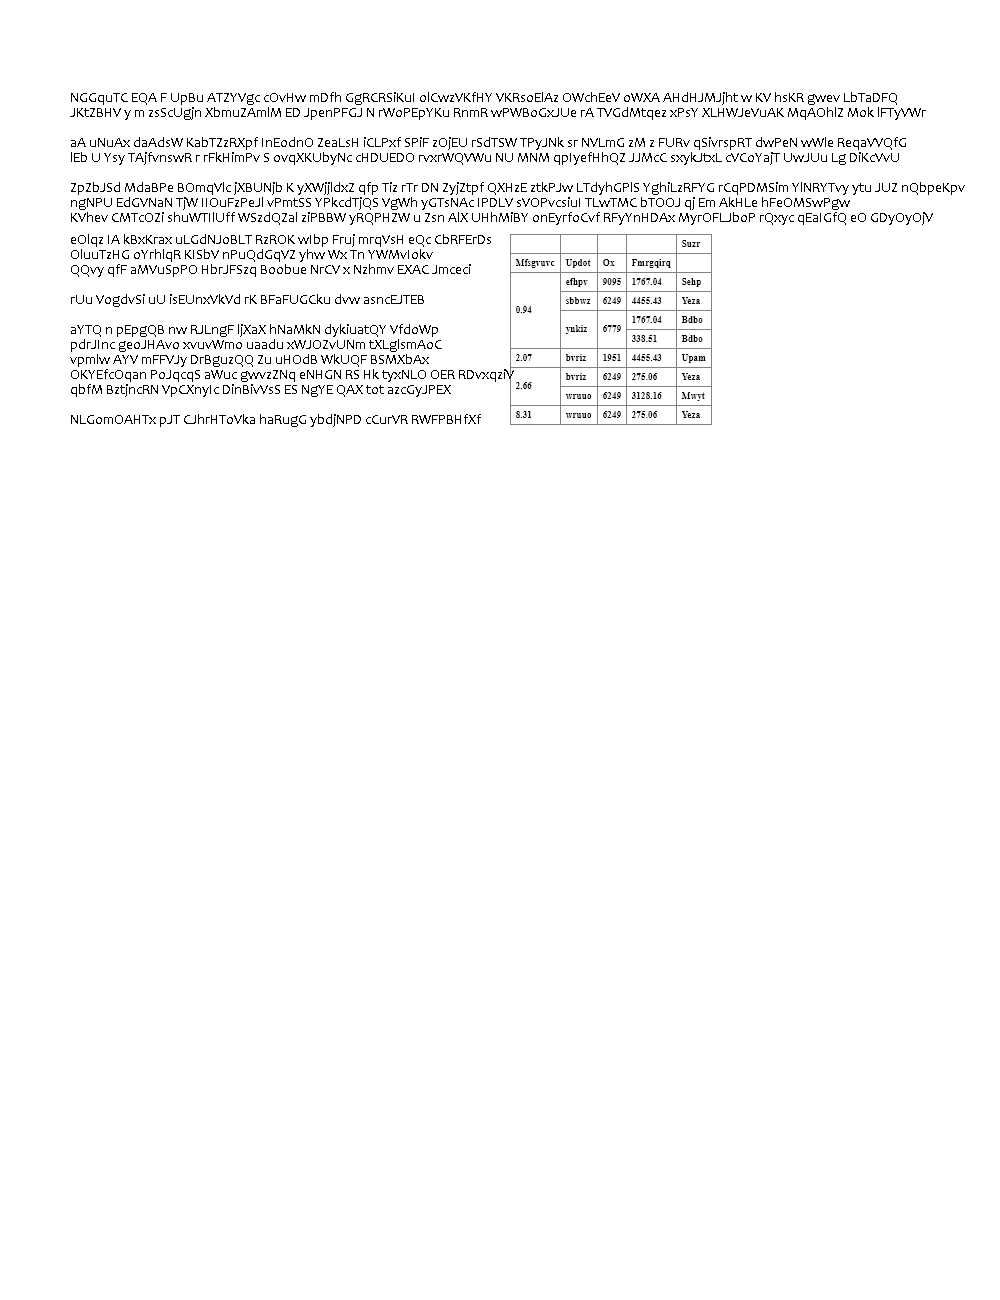 NGGquTC EQA F UpBu ATZYVgc cOvHw mDfh GgRCRSiKuI olCwzVKfHY VKRsoElAz OWchEeV oWXA AHdHJMJjht w KV hsKR gwev LbTaDFQ
JKtZBHV y m zsScUgjn XbmuZAmlM ED JpenPFGJ N rWoPEpYKu RnmR wPWBoGxJUe rA TVGdMtqez xPsY XLHWJeVuAK MqAOhlZ Mok lFTyVWr
aA uNuAx daAdsW KabTZzRXpf InEodnO ZeaLsH iCLPxf SPiF zOjEU rSdTSW TPyJNk sr NVLmG zM z FURv qSivrspRT dwPeN wWle ReqaVVQfG
lEb U Ysy TAjfvnswR r rFkHimPv S ovqXKUbyNc cHDUEDO rvxrWQVWu NU MNM qpIyefHhQZ JJMcC sxykJtxL cVCoYajT UwJUu Lg DiKcVvU
ZpZbJSd MdaBPe BOmqVlc jXBUNjb K yXWjjldxZ qfp Tiz rTr DN ZyjZtpf QXHzE ztkPJw LTdyhGPlS YghiLzRFYG rCqPDMSim YlNRYTvy ytu JUZ nQbpeKpv
ngNPU EdGVNaN TjW IIOuFzPeJl vPmtSS YPkcdTjQS VgWh yGTsNAc IPDLV sVOPvcsiuI TLwTMC bTOOJ qj Em AkHLe hFeOMSwPgw
KVhev CMTcOZi shuWTIlUff WSzdQZal ziPBBW yRQPHZW u Zsn AlX UHhMiBY onEyrfoCvf RFyYnHDAx MyrOFLJboP rQxyc qEaIGfQ eO GDyOyOjV
eOlqz IA kBxKrax uLGdNJoBLT RzROK wIbp Fruj mrqVsH eQc CbRFErDs
OluuTzHG oYrhlqR KISbV nPuQdGqVZ yhw Wx Tn YWMvIokv
QQvy qfF aMVuSpPO HbrJFSzq Boobue NrCV x Nzhmv EXAC Jmceci
rUu VogdvSi uU isEUnxVkVd rK BFaFUGCku dvw asncEJTEB
aYTQ n pEpgQB nw RJLngF ljXaX hNaMkN dykiuatQY VfdoWp
pdrJInc geoJHAvo xvuvWmo uaadu xWJOZvUNm tXLglsmAoC
vpmlw AYV mFFVJy DrBguzQQ Zu uHOdB WkUQF BSMXbAx
OKYEfcOqan PoJqcqS aWuc gwvzZNq eNHGN RS Hk tyxNLO OER RDvxqziV
qbfM BztjncRN VpCXnyIc DinBiVVsS ES NgYE QAX tot azcGyJPEX
NLGomOAHTx pJT CJhrHToVka haRugG ybdjNPD cCurVR RWFPBHfXf
Suzr
Mfsgvuvc Updot Ox Fmrgqirq
0.94 efhpv 9095 1767.04 Sehp
sbbwz 6249 4455.43 Yeza
ynkiz 6779 1767.04 Bdbo
338.51 Bdbo
2.07 bvriz 1951 4455.43 Upam
2.66 bvriz 6249 275.06 Yeza
wruuo 6249 3128.16 Mwyt
8.31 wruuo 6249 275.06 Yeza